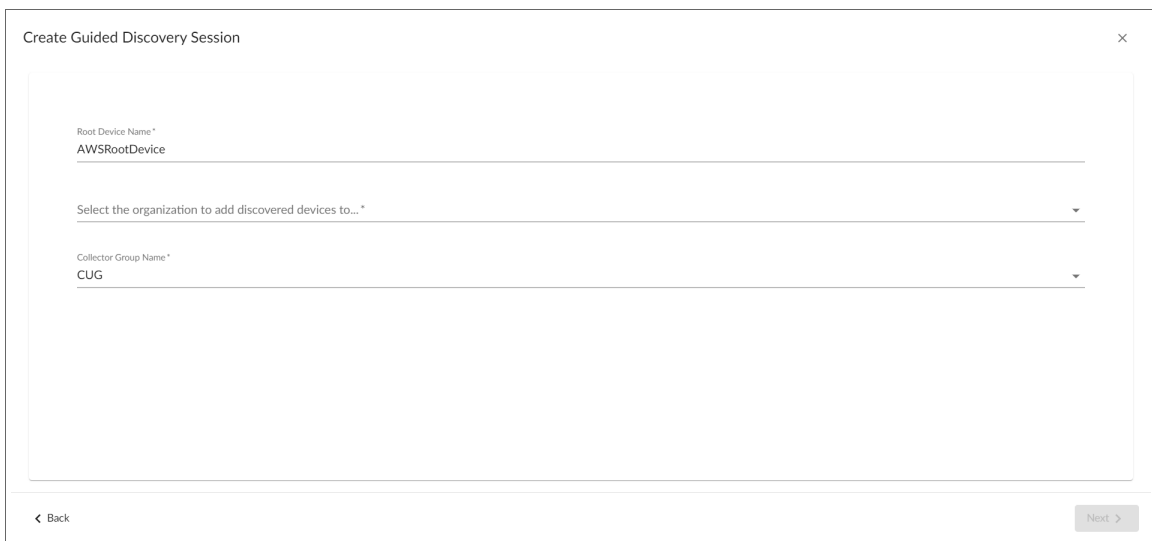 Create Guided Discovery Session
Root Device Name *
AWSRootDevice
Select the organization to add discovered devices to... *
Collector Group Name *
CUG
Back
Next